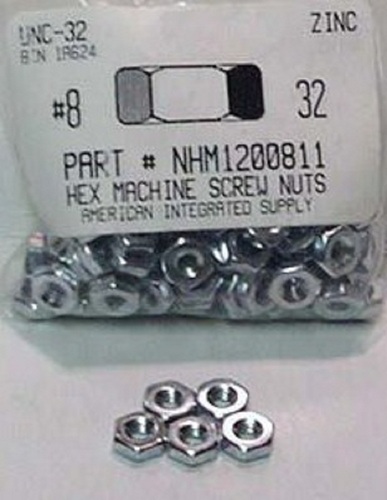 UNC-32 ZINC
BIN 1A624
#8 32
PART # NHM1200811
HEX MACHINE SCREW NUTS
AMERICAN INTEGRATED SUPPLY